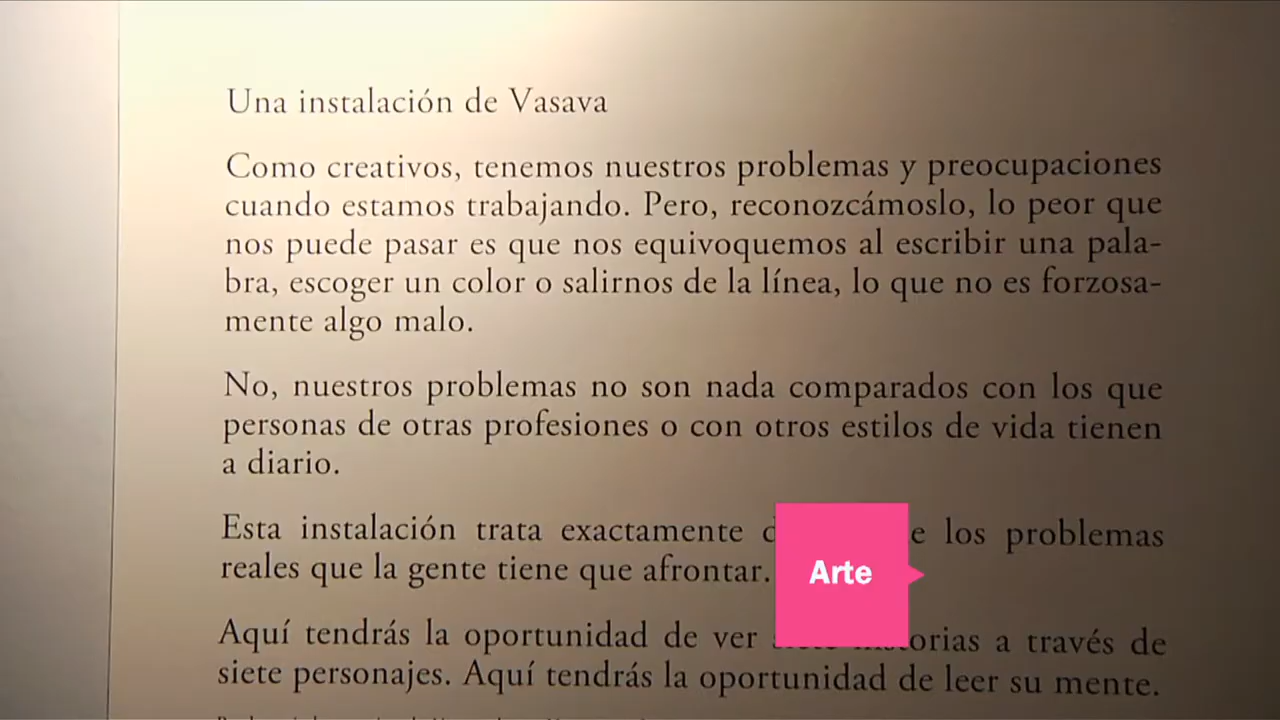 Una instalación de Vasava
Como creativos, tenemos nuestros problemas y preocupaciones
cuando estamos trabajando. Pero, reconozcámoslo, lo peor que
nos puede pasar es que nos equivoquemos al escribir una pala-
bra, escoger un color o salirnos de la línea, lo que no es forzosa-
mente algo malo.
No, nuestros problemas no son nada comparados con los que
personas de otras profesiones o con otros estilos de vida tienen
a diario.
Esta instalación trata exactamente los problemas
reales que la gente tiene que afrontar.
Arte
Aquí tendrás la oportunidad de ver a través de
siete personajes. Aquí tendrás la oportunidad de leer su mente.